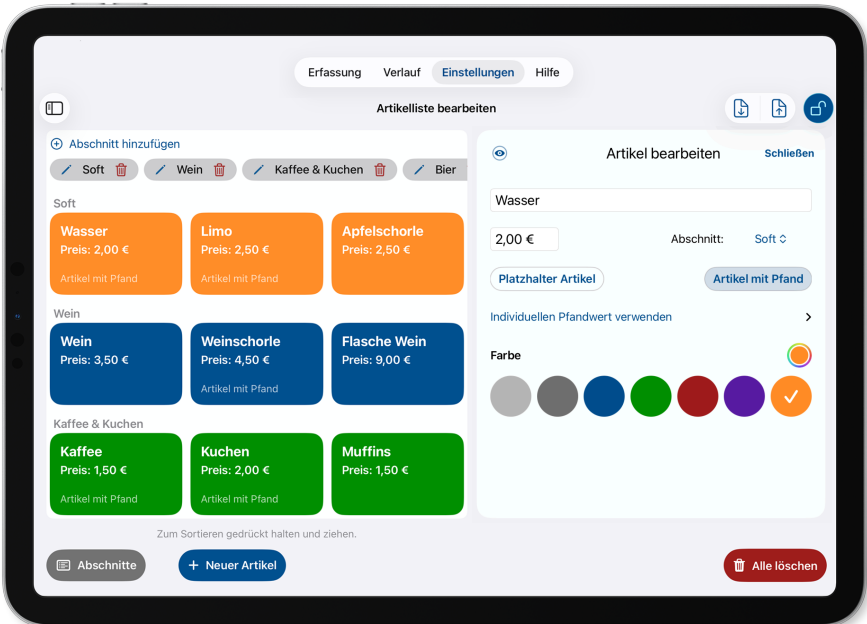 Erfassung Verlauf Einstellungen Hilfe
Artikelliste bearbeiten
Abschnitt hinzufügen
Soft Wein Kaffee & Kuchen Bier
Soft
Wasser
Preis: 2,00 €
Artikel mit Pfand
Limo
Preis: 2,50 €
Artikel mit Pfand
Apfelschorle
Preis: 2,50 €
Artikel mit Pfand
Wein
Wein
Preis: 3,50 €
Weinschorle
Preis: 4,50 €
Artikel mit Pfand
Flasche Wein
Preis: 9,00 €
Kaffee & Kuchen
Kaffee
Preis: 1,50 €
Artikel mit Pfand
Kuchen
Preis: 2,00 €
Artikel mit Pfand
Muffins
Preis: 1,50 €
Zum Sortieren gedrückt halten und ziehen.
Abschnitte
+ Neuer Artikel
Artikel bearbeiten
Schließen
Wasser
2,00 €
Abschnitt: Soft
Platzhalter Artikel
Artikel mit Pfand
Individuellen Pfandwert verwenden
Farbe
Alle löschen